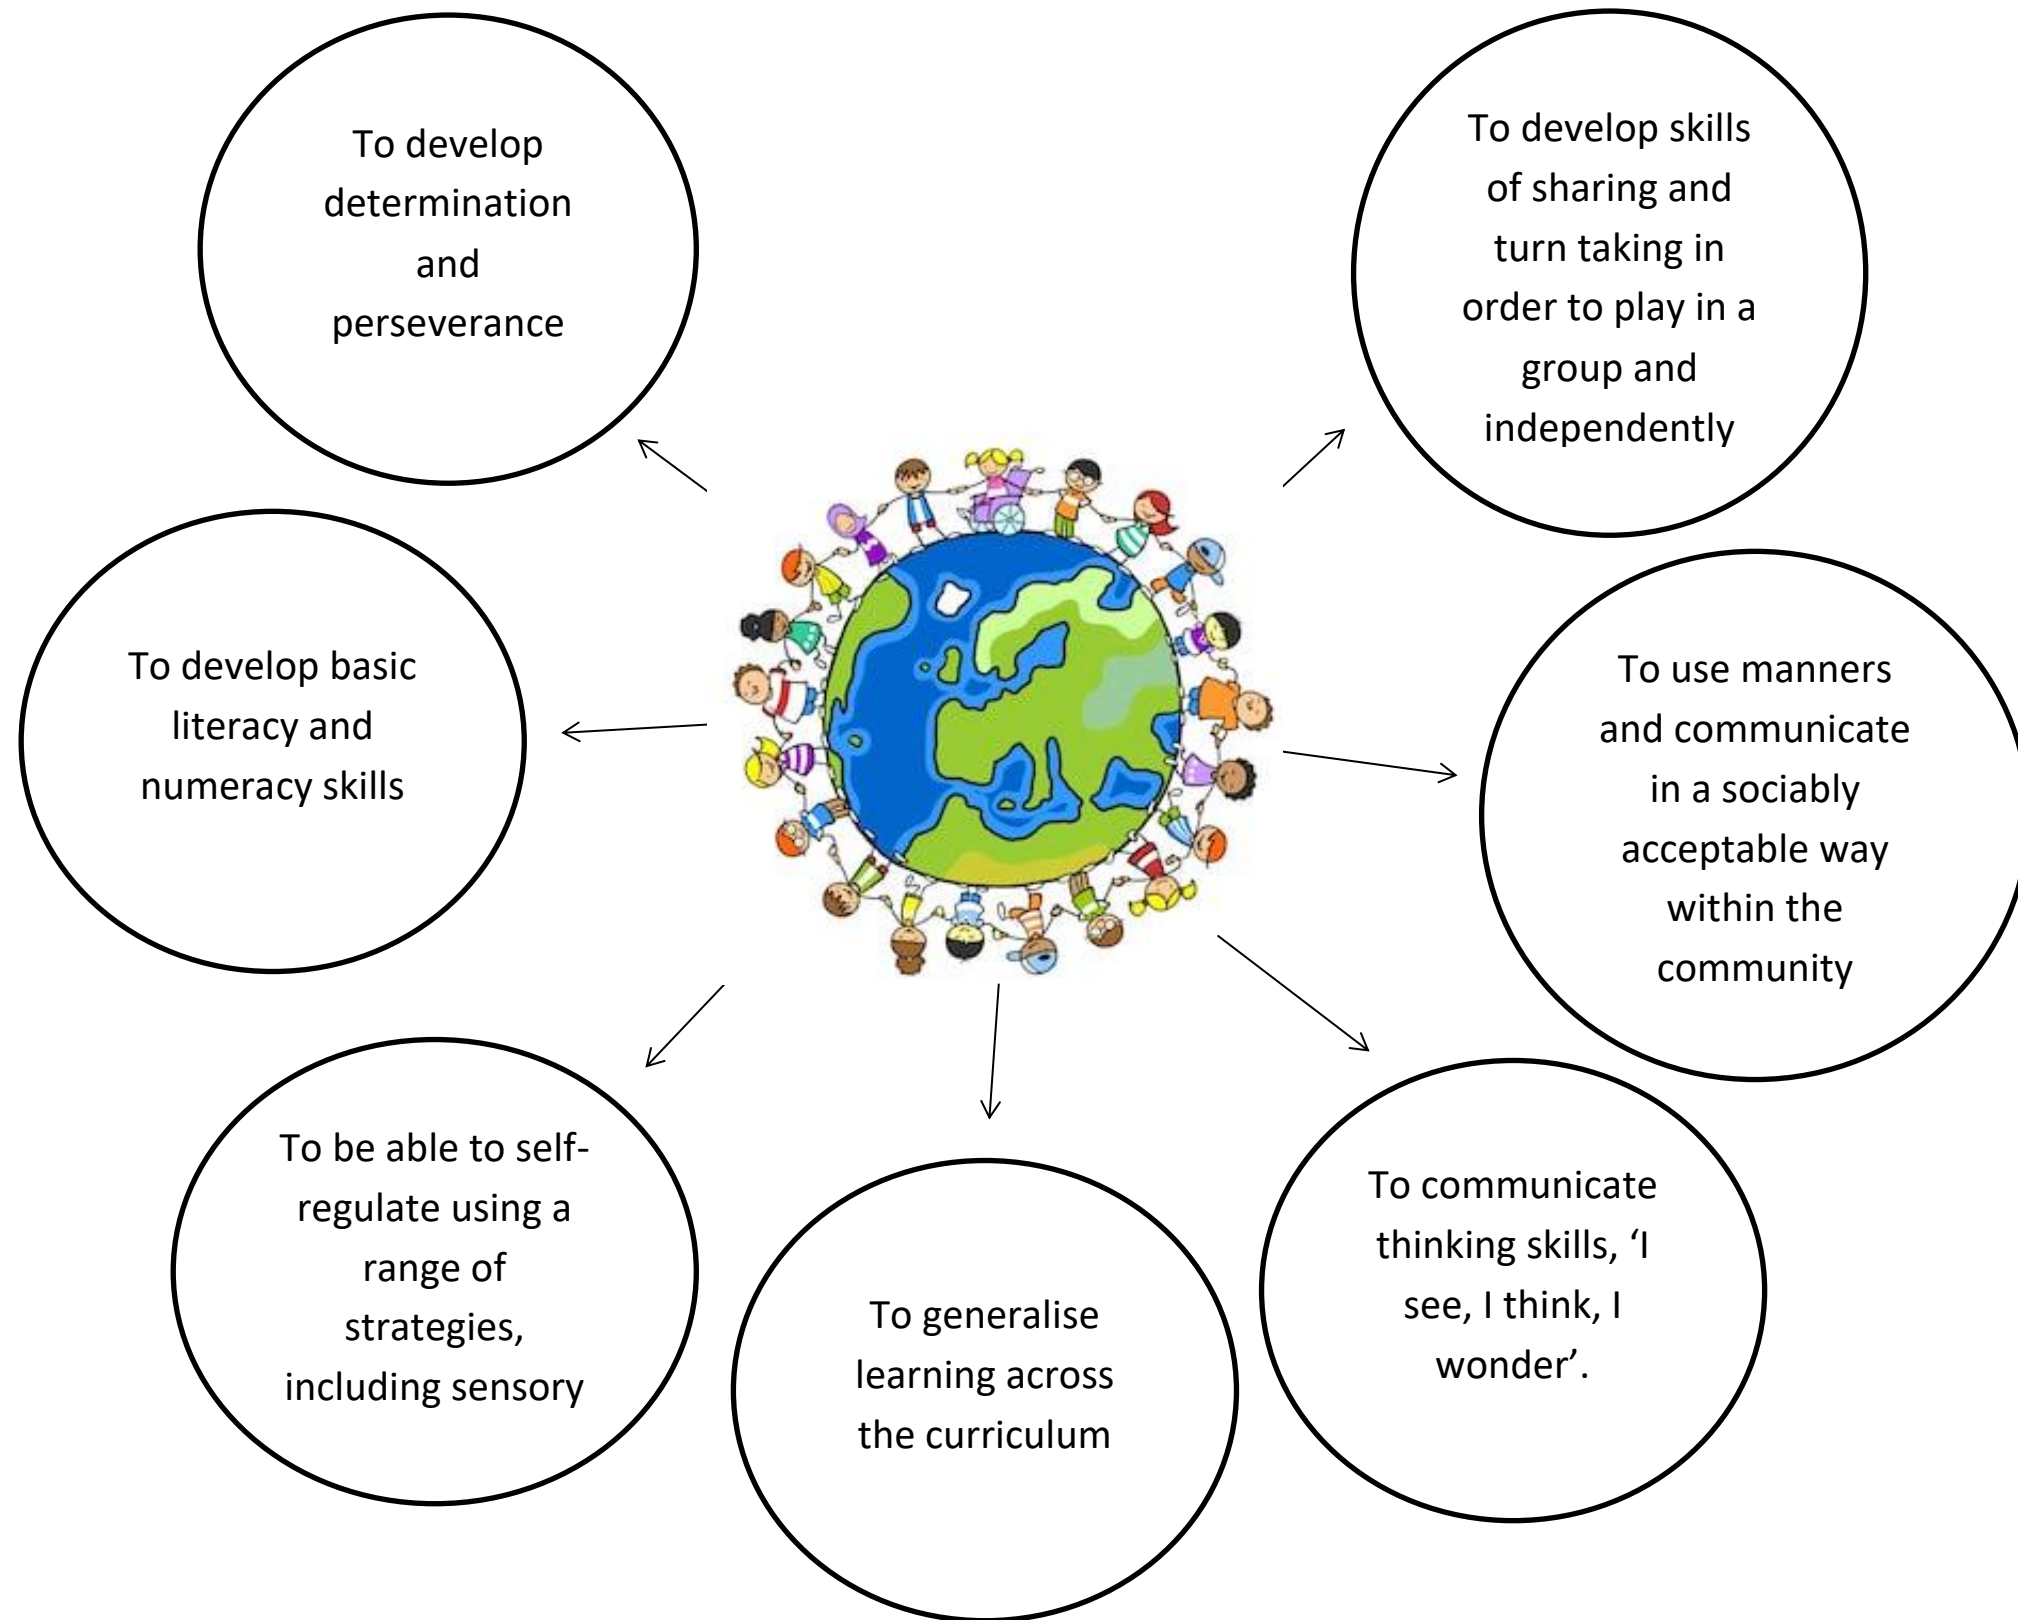 To develop
determination
and
perseverance
To develop skills
of sharing and
turn taking in
order to play in a
group and
independently
To develop basic
literacy and
numeracy skills
To use manners
and communicate
in a sociably
acceptable way
within the
community
To be able to self-
regulate using a
range of
strategies,
including sensory
To generalise
learning across
the curriculum
To communicate
thinking skills, ‘I
see, I think, I
wonder’.